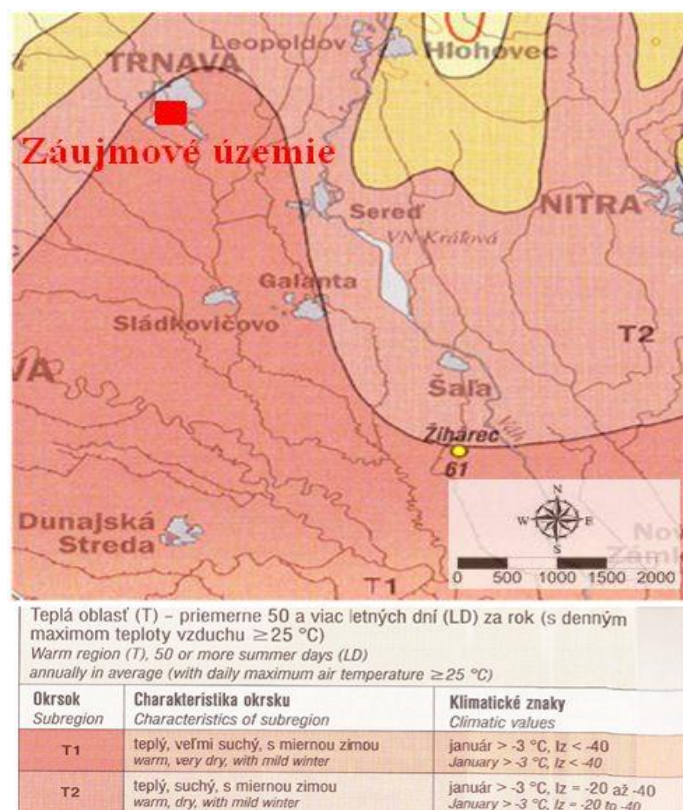 Leopoldov
Hlohovec
TRNAVA
Záujmové územie
Sereď
NITRA
VN Kráľová
Galanta
Sládkovičovo
T2
VA
Šaľa
Váh
Žihárec
61
N
W E
S
Dunajská
Streda
Zámk
0 500 1000 1500 2000
T1
Teplá oblasť (T) – priemerne 50 a viac letných dní (LD) za rok (s denným
maximom teploty vzduchu ≥ 25 °C)
Warm region (T), 50 or more summer days (LD)
annually in average (with daily maximum air temperature ≥ 25 °C)
Okrsok Charakteristika okrsku Klimatické znaky
Subregion Characteristics of subregion Climatic values
T1 teplý, veľmi suchý, s miernou zimou január > -3 °C, Iz < -40
warm, very dry, with mild winter January > -3 °C, Iz < -40
T2 teplý, suchý, s miernou zimou január > -3 °C, Iz = -20 až -40
warm, dry, with mild winter January > -3 °C, Iz = -20 to -40